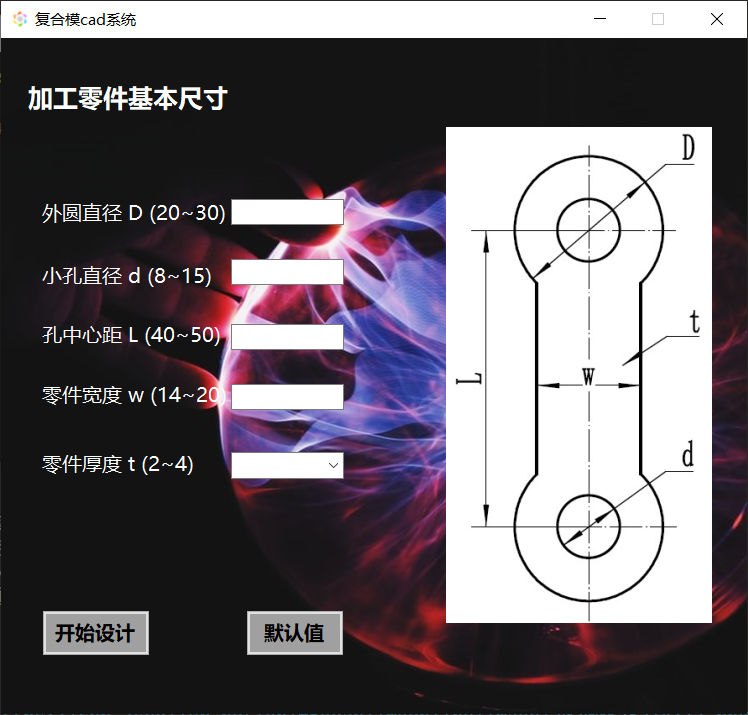 复合模cad系统
加工零件基本尺寸
外圆直径 D (20~30)
小孔直径 d (8~15)
孔中心距 L (40~50)
零件宽度 w (14~20)
零件厚度 t (2~4)
开始设计
默认值
D
t
L
w
d